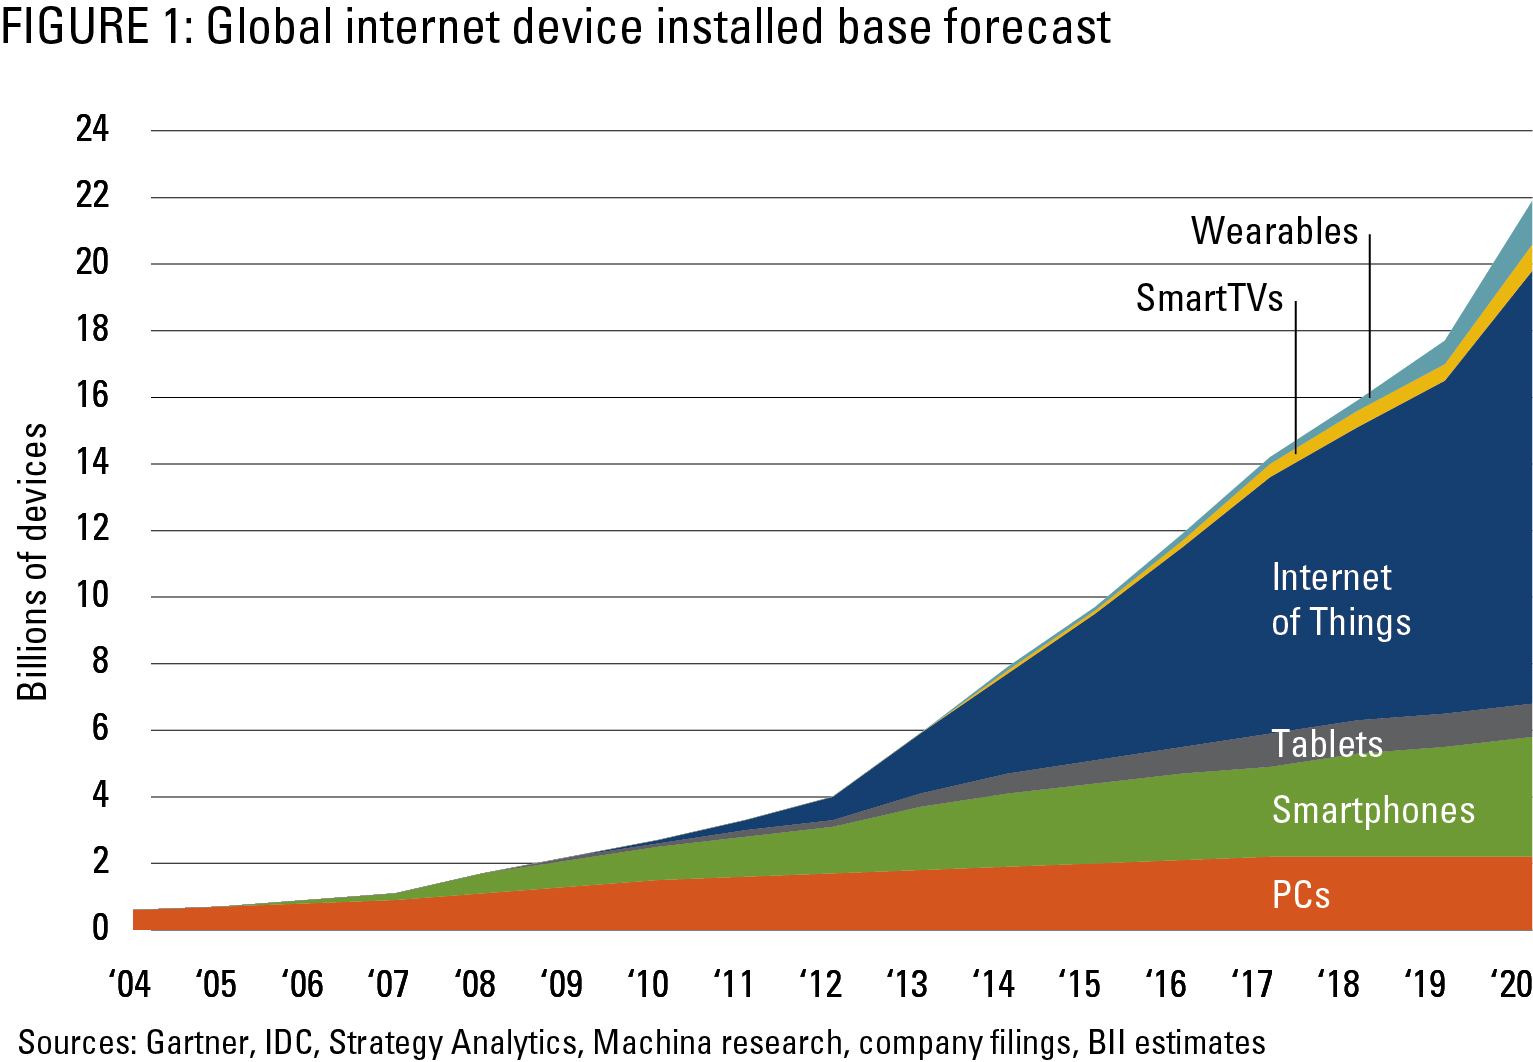 FIGURE 1: Global internet device installed base forecast
24
22
20
18
16
14
12
10
8
6
4
2
0
Billions of devices
Wearables
SmartTVs
Internet
of Things
Tablets
Smartphones
PCs
‘04 ‘05 ‘06 ‘07 ‘08 ‘09 ‘10 ‘11 ‘12 ‘13 ‘14 ‘15 ‘16 ‘17 ‘18 ‘19 ‘20
Sources: Gartner, IDC, Strategy Analytics, Machina research, company filings, BII estimates